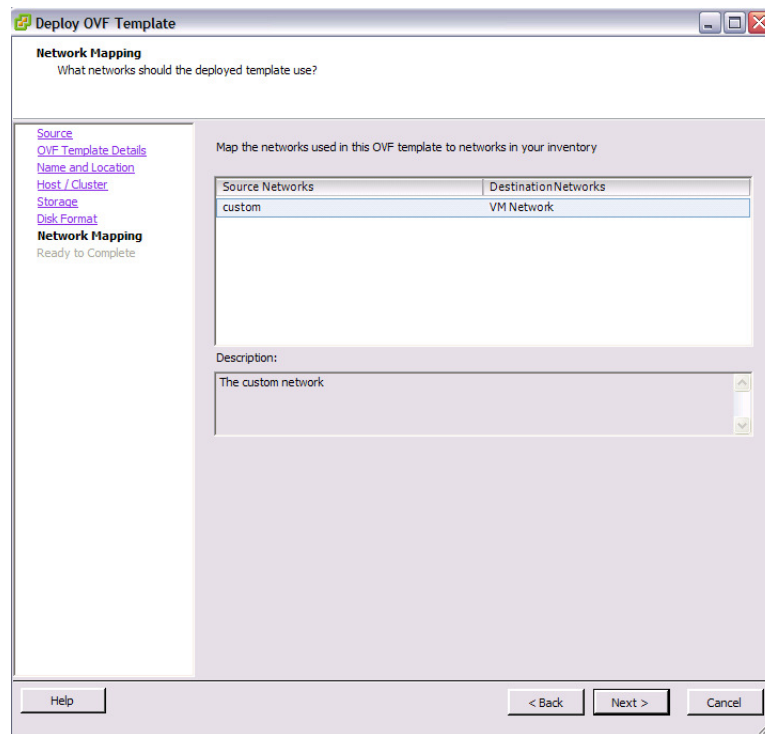 Deploy OVF Template
Network Mapping
What networks should the deployed template use?
Source
OVF Template Details
Name and Location
Host / Cluster
Storage
Disk Format
Network Mapping
Ready to Complete
Map the networks used in this OVF template to networks in your inventory
Source Networks DestinationNetworks
custom VM Network
Description:
The custom network
Help < Back Next > Cancel